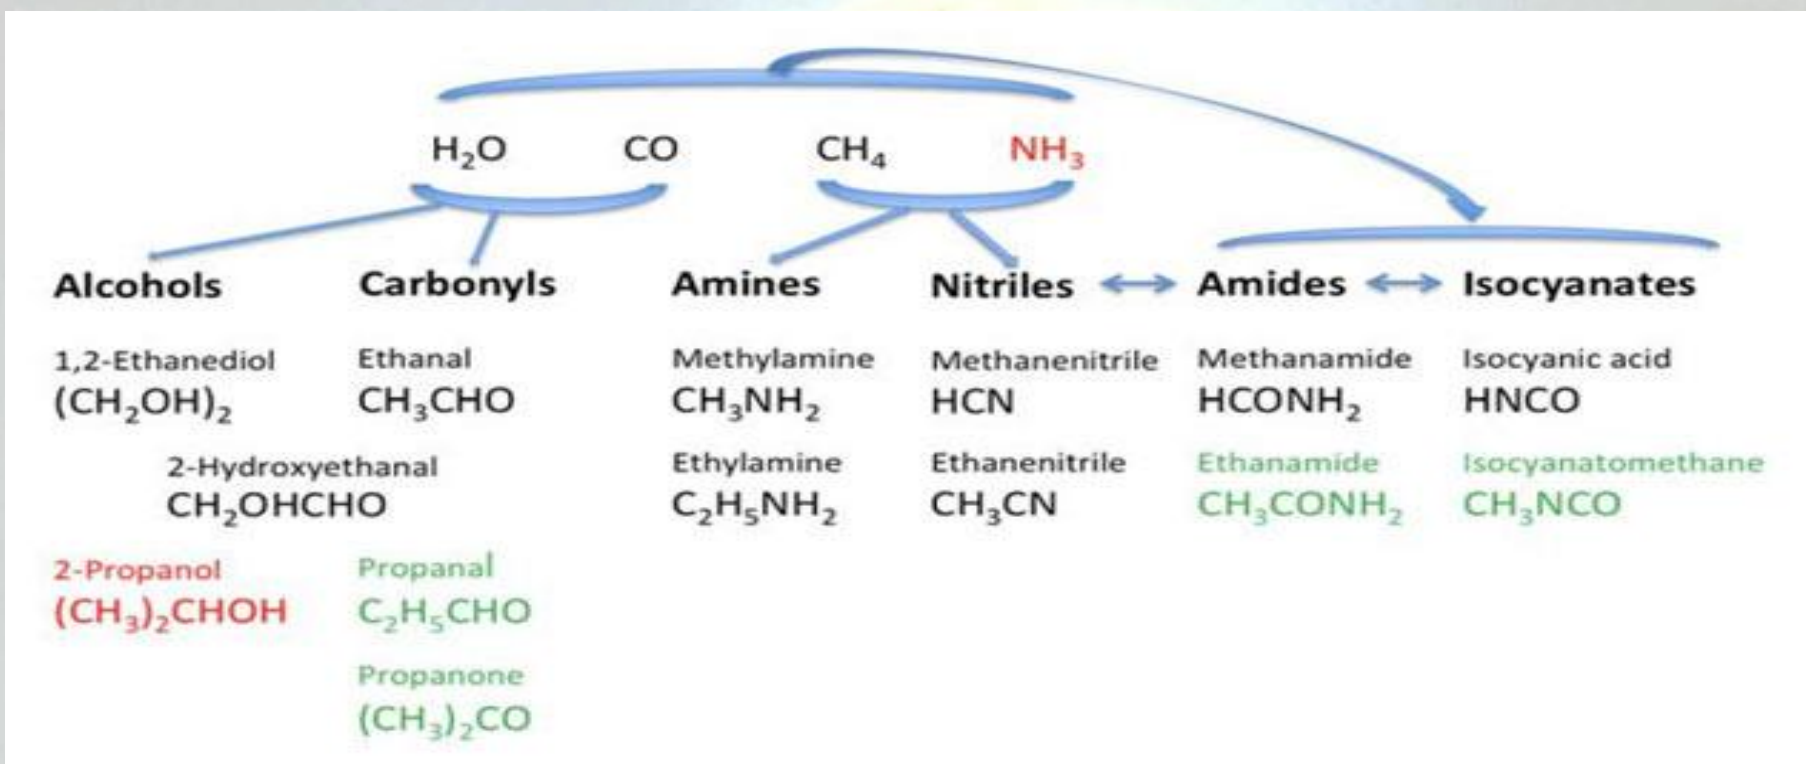 H₂O CO CH₄ NH₃
Alcohols Carbonyls Amines Nitriles Amides Isocyanates
1,2-Ethanediol Ethanal Methylamine Methanenitrile Methanamide Isocyanic acid
(CH₂OH)₂ CH₃CHO CH₃NH₂ HCN HCONH₂ HNCO
2-Hydroxyethanal Ethylamine Ethanenitrile Ethanamide Isocyanatomethane
CH₂OHCHO C₂H₅NH₂ CH₃CN CH₃CONH₂ CH₃NCO
2-Propanol Propanal
(CH₃)₂CHOH C₂H₅CHO
Propanone
(CH₃)₂CO